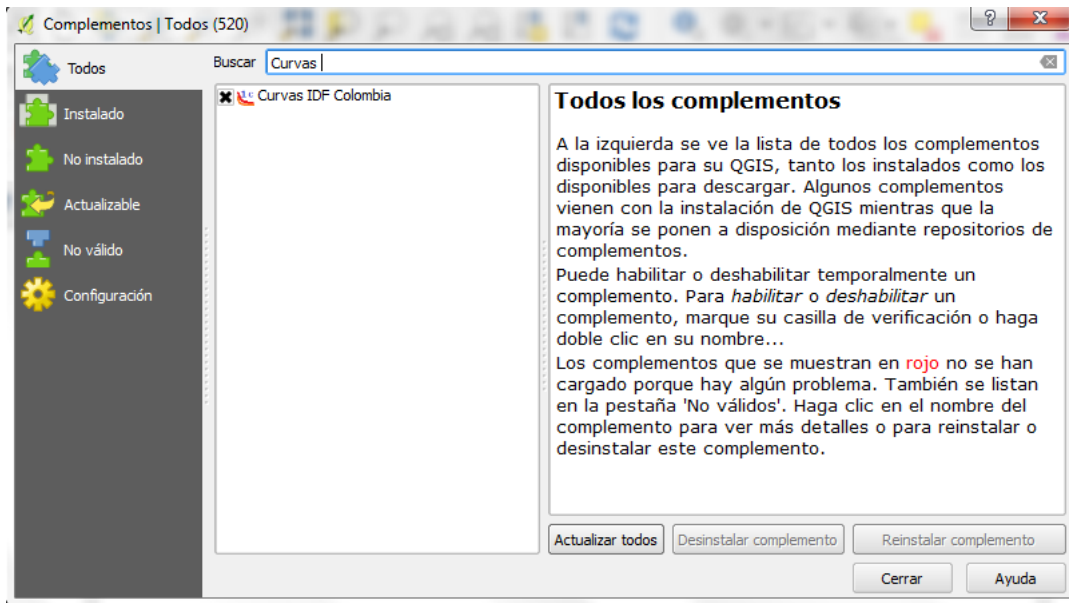 Complementos | Todos (520)
Todos
Instalado
No instalado
Actualizable
No válido
Configuración
Buscar Curvas
Curvas IDF Colombia
Todos los complementos
A la izquierda se ve la lista de todos los complementos
disponibles para su QGIS, tanto los instalados como los
disponibles para descargar. Algunos complementos
vienen con la instalación de QGIS mientras que la
mayoría se ponen a disposición mediante repositorios de
complementos.
Puede habilitar o deshabilitar temporalmente un
complemento. Para habilitar o deshabilitar un
complemento, marque su casilla de verificación o haga
doble clic en su nombre...
Los complementos que se muestran en rojo no se han
cargado porque hay algún problema. También se listan
en la pestaña 'No válidos'. Haga clic en el nombre del
complemento para ver más detalles o para reinstalar o
desinstalar este complemento.
Actualizar todos Desinstalar complemento Reinstalar complemento
Cerrar Ayuda